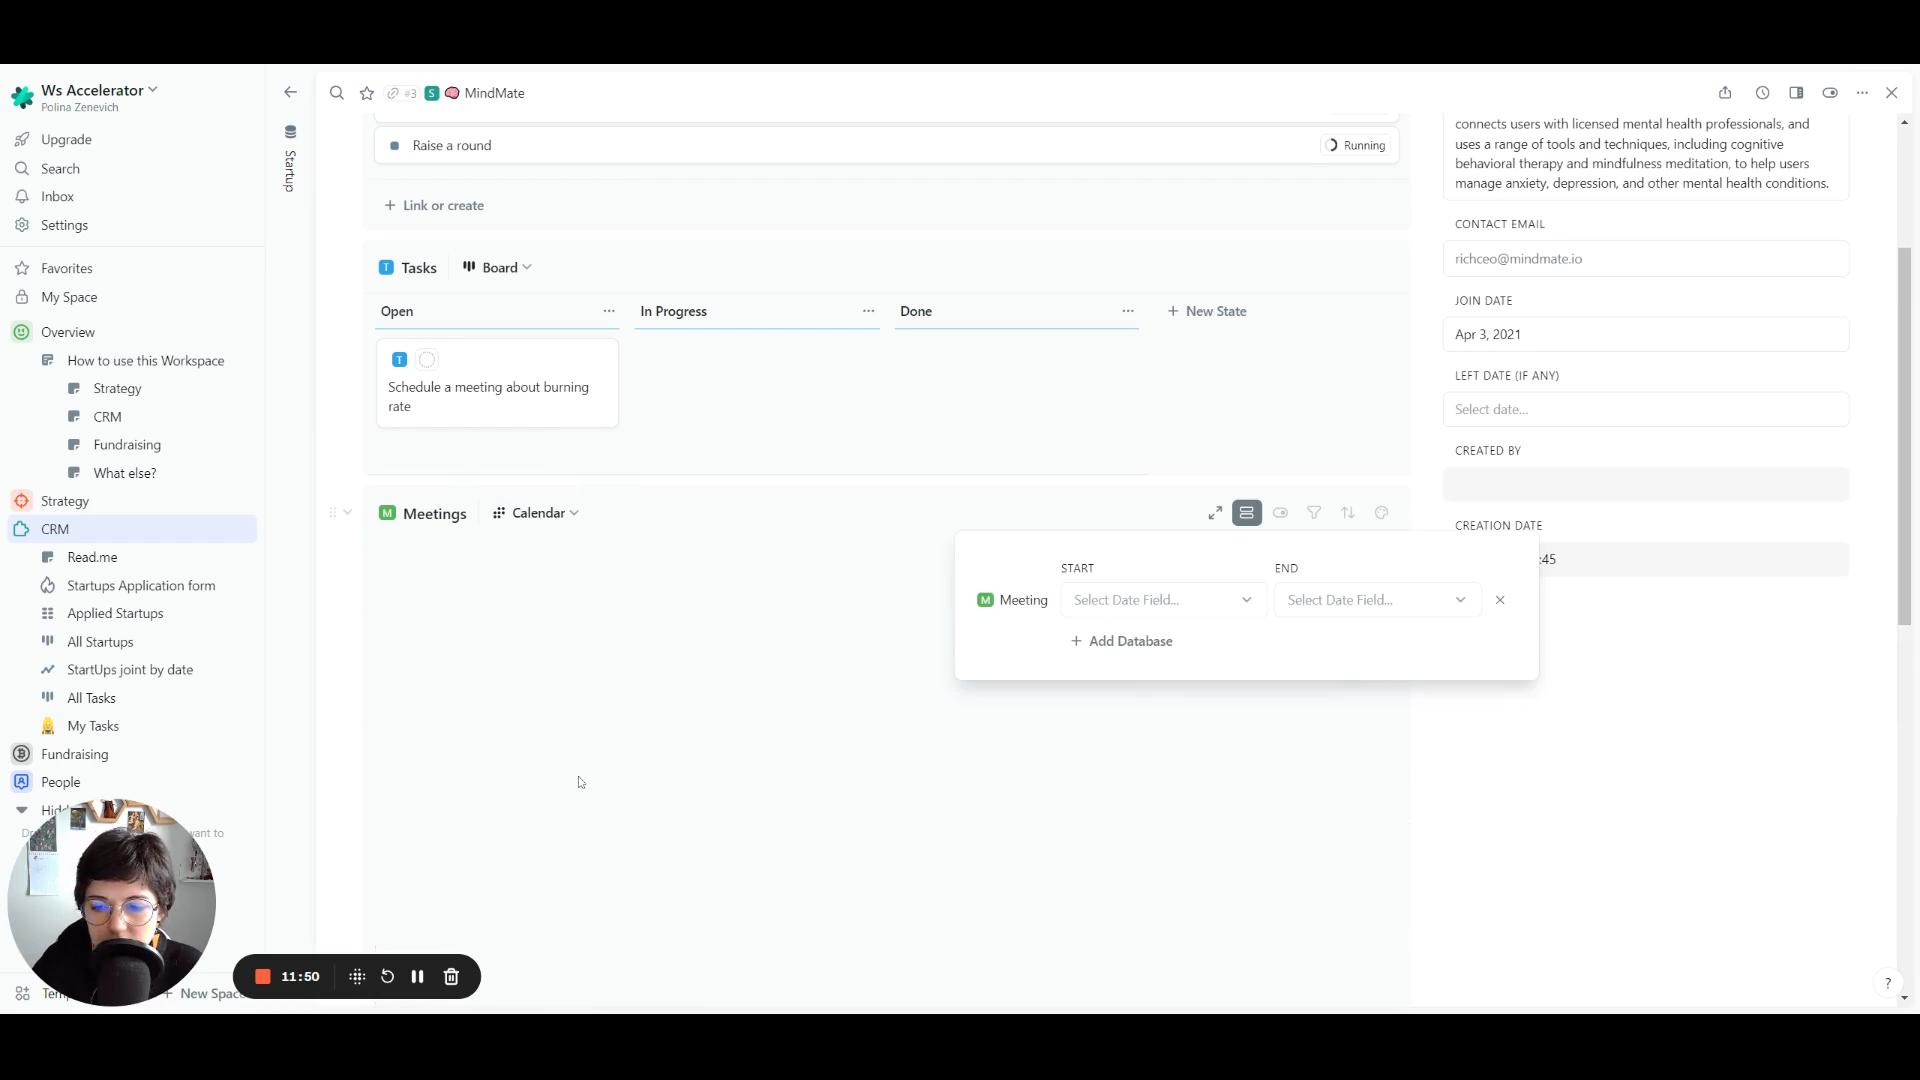 Ws Accelerator
Polina Zenevich
Upgrade
Search
Inbox
Settings
Favorites
My Space
Overview
How to use this Workspace
Strategy
CRM
Fundraising
What else?
Strategy
CRM
Read.me
Startups Application form
Applied Startups
All Startups
StartUps joint by date
All Tasks
My Tasks
Fundraising
People
want to
New Space
11:50
Startup
#3 S MindMate
Raise a round
Running
Link or create
T Tasks Board
Open
In Progress
Done
New State
T
Schedule a meeting about burning
rate
M Meetings Calendar
START
END
M Meeting Select Date Field... Select Date Field...
Add Database
connects users with licensed mental health professionals, and
uses a range of tools and techniques, including cognitive
behavioral therapy and mindfulness meditation, to help users
manage anxiety, depression, and other mental health conditions.
CONTACT EMAIL
richceo@mindmate.io
JOIN DATE
Apr 3, 2021
LEFT DATE (IF ANY)
Select date...
CREATED BY
CREATION DATE
:45
?